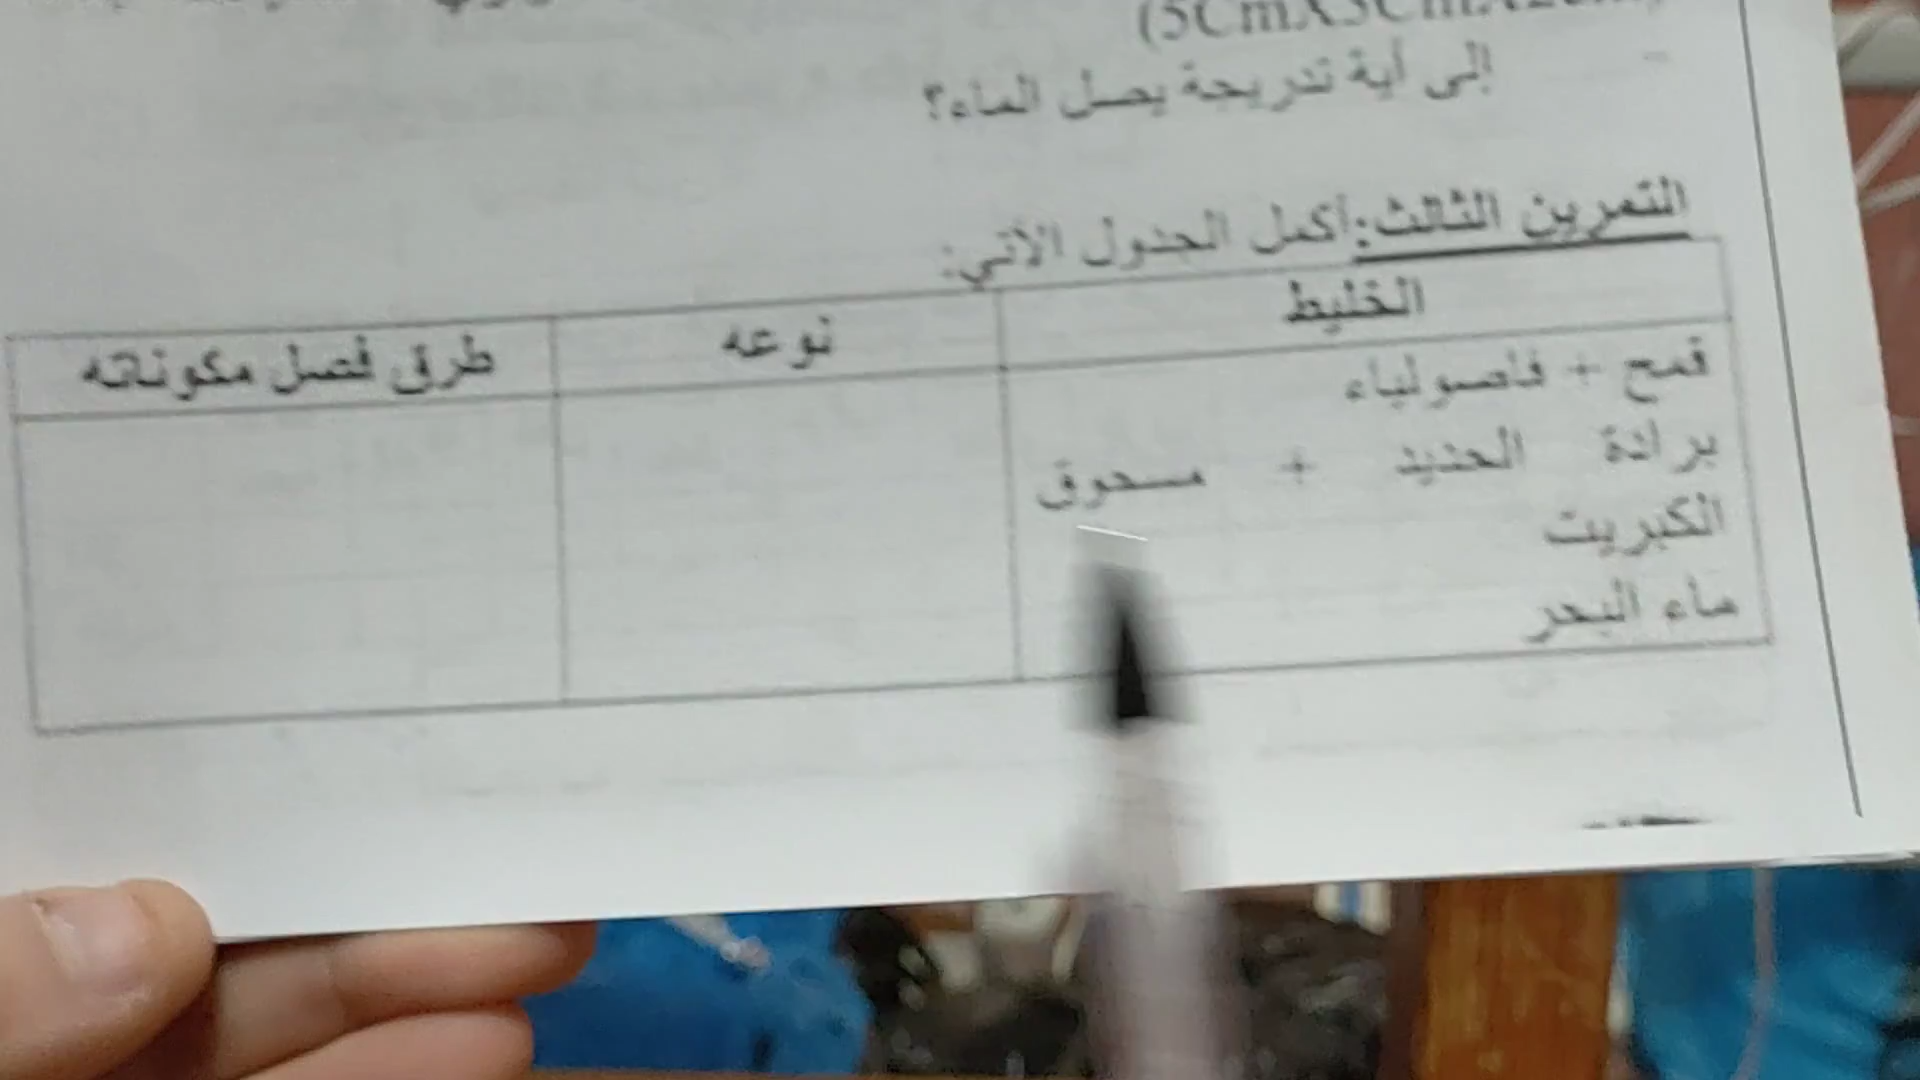 إلى أية تدريجة يصل الماء؟
التمرين الثالث: أكمل الجدول الآتي:
الخليط نوعه طرق فصل مكوناته
قمح + فاصولياء
برادة الحديد + مسحوق
الكبريت
ماء البحر